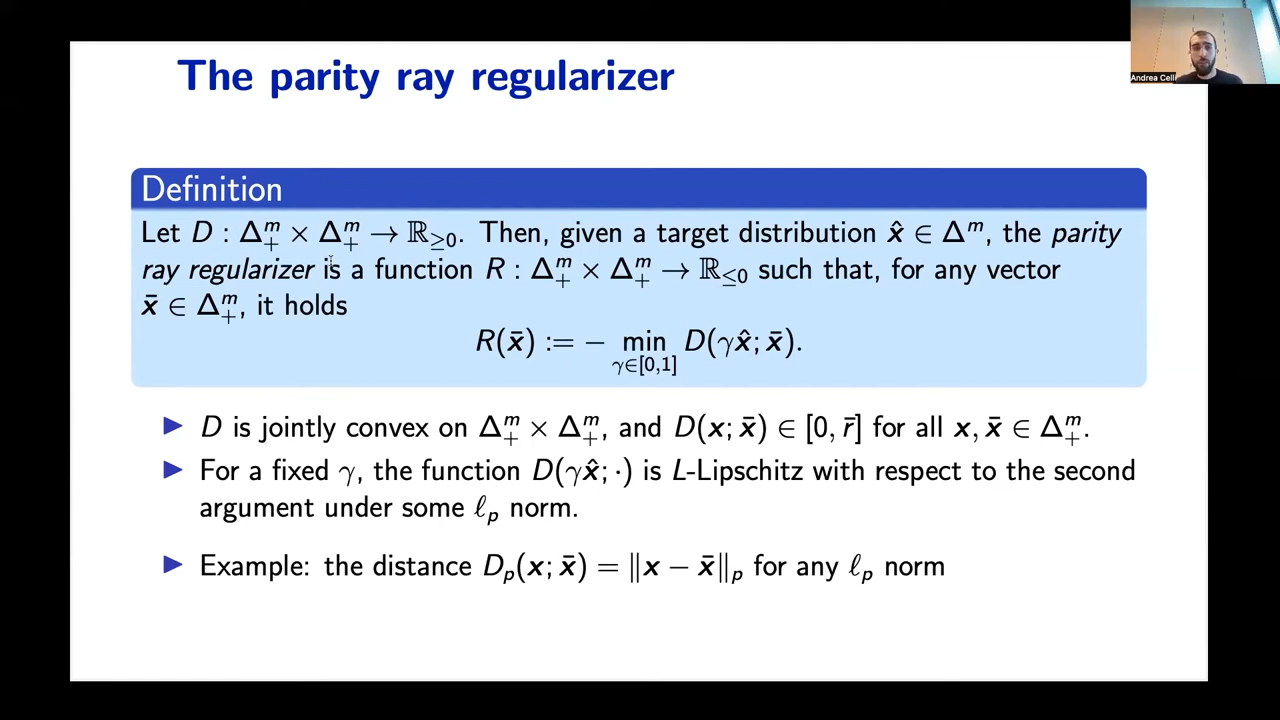 The parity ray regularizer
Andrea Celli
Definition
Let D : Δ₊ᵐ × Δ₊ᵐ → ℝ≥0. Then, given a target distribution x̂ ∈ Δᵐ, the parity
ray regularizer is a function R : Δ₊ᵐ × Δ₊ᵐ → ℝ≤0 such that, for any vector
x̄ ∈ Δ₊ᵐ, it holds
R(x̄) := − min D(γx̂; x̄).
γ∈[0,1]
▶ D is jointly convex on Δ₊ᵐ × Δ₊ᵐ, and D(x; x̄) ∈ [0, r̄] for all x, x̄ ∈ Δ₊ᵐ.
▶ For a fixed γ, the function D(γx̂; ·) is L-Lipschitz with respect to the second
argument under some ℓₚ norm.
▶ Example: the distance Dₚ(x; x̄) = ‖x − x̄‖ₚ for any ℓₚ norm